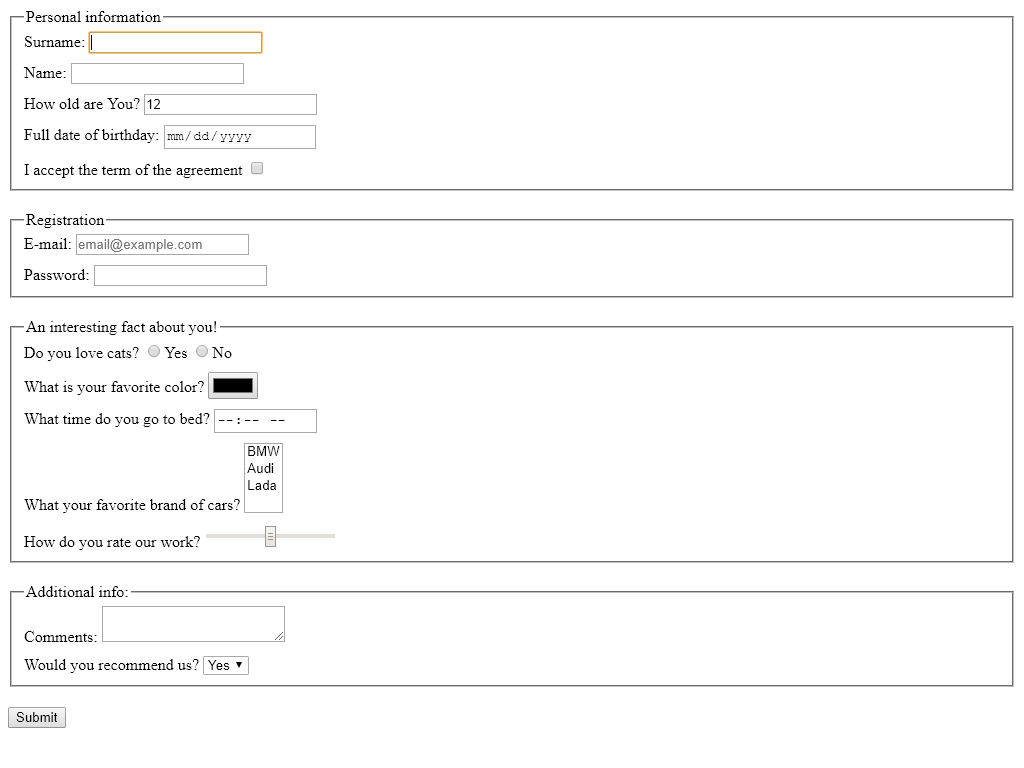 Personal information
Surname:
Name:
How old are You? 12
Full date of birthday: mm/dd/yyyy
I accept the term of the agreement
Registration
E-mail: email@example.com
Password:
An interesting fact about you!
Do you love cats? Yes No
What is your favorite color?
What time do you go to bed? --:-- --
BMW
Audi
Lada
What your favorite brand of cars?
How do you rate our work?
Additional info:
Comments:
Would you recommend us? Yes
Submit